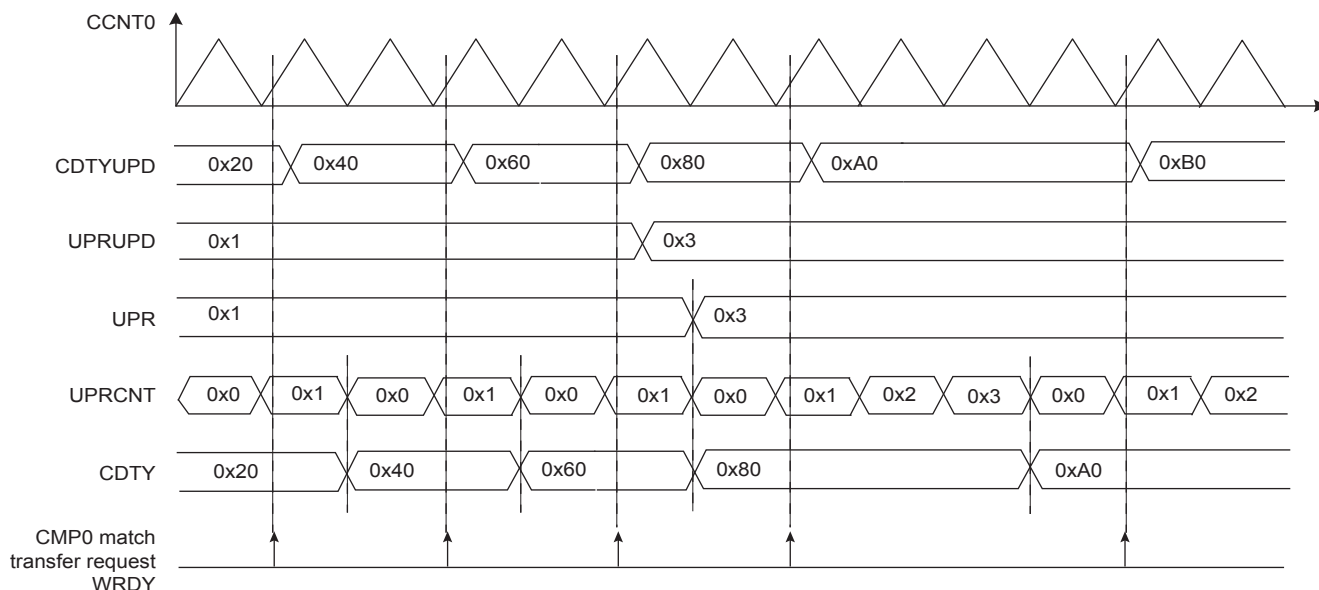 CCNT0
CDTYUPD 0x20 0x40 0x60 0x80 0xA0 0xB0
UPRUPD 0x1 0x3
UPR 0x1 0x3
UPRCNT 0x0 0x1 0x0 0x1 0x0 0x1 0x0 0x1 0x2 0x3 0x0 0x1 0x2
CDTY 0x20 0x40 0x60 0x80 0xA0
CMP0 match
transfer request
WRDY